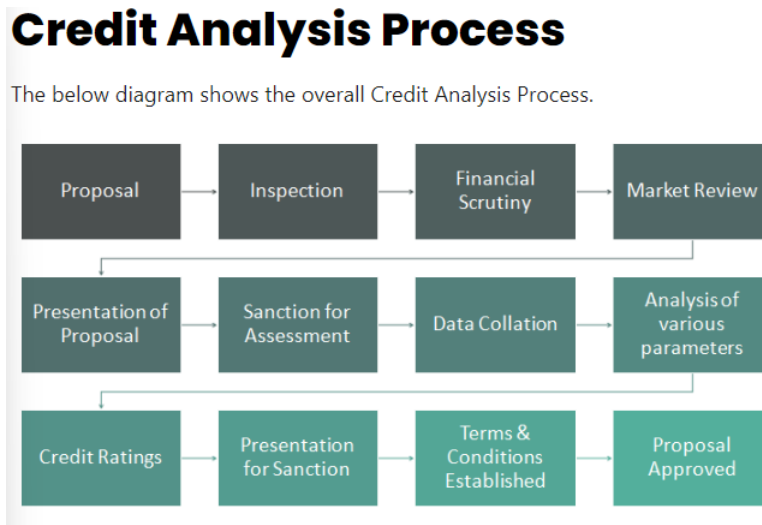 Credit Analysis Process
The below diagram shows the overall Credit Analysis Process.
Proposal
Inspection
Financial
Scrutiny
Market Review
Presentation of
Proposal
Sanction for
Assessment
Data Collation
Analysis of
various
parameters
Credit Ratings
Presentation
for Sanction
Terms &
Conditions
Established
Proposal
Approved